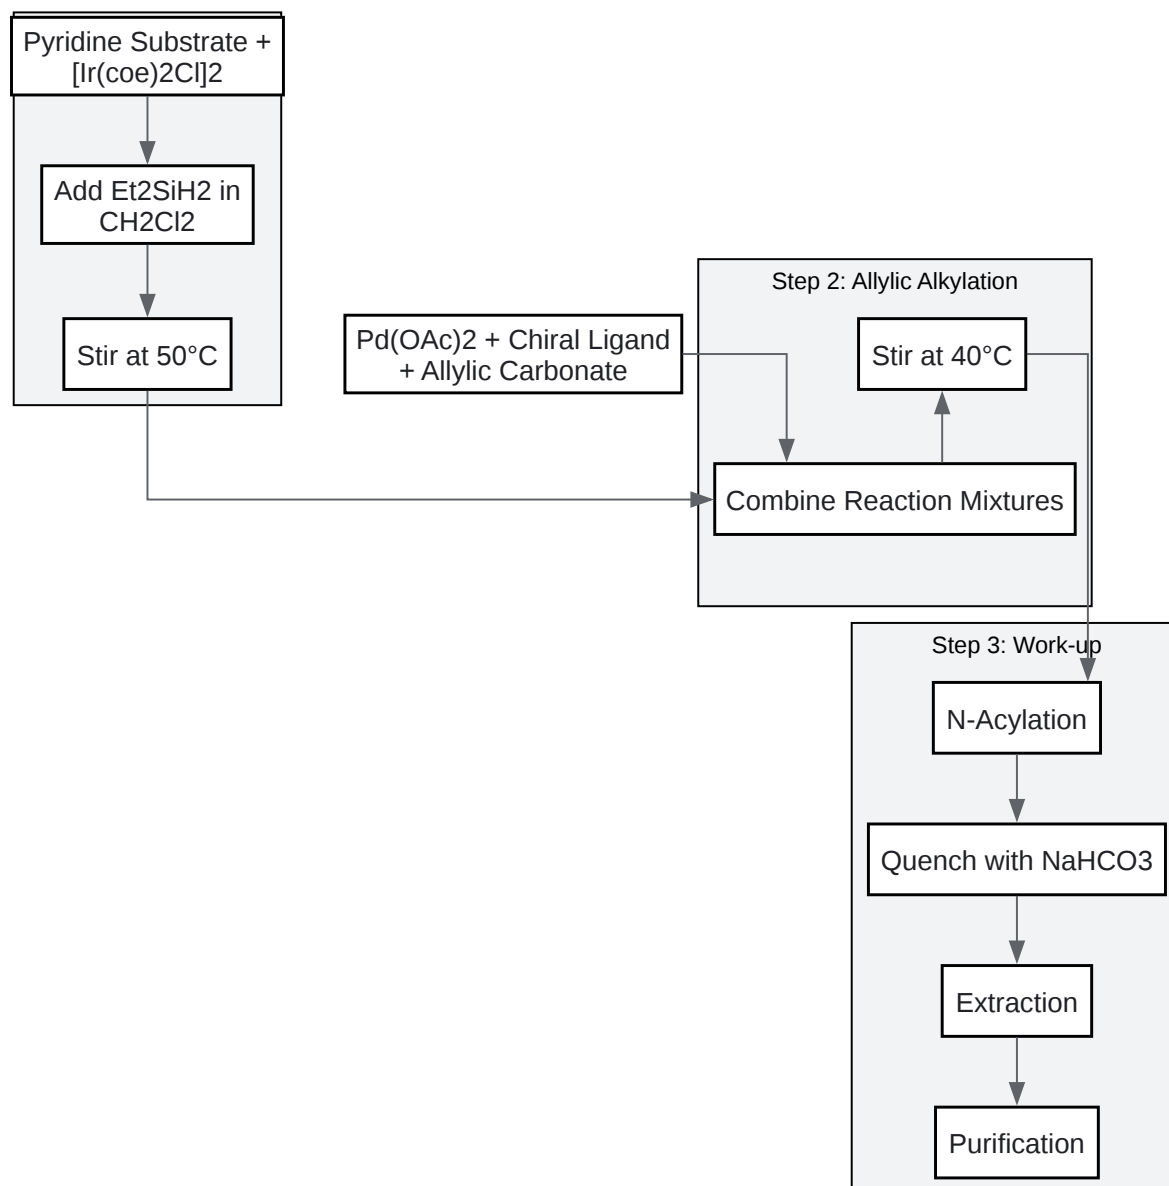 Pyridine Substrate +
[Ir(coe)2Cl]2
Add Et2SiH2 in
CH2Cl2
Stir at 50°C
Pd(OAc)2 + Chiral Ligand
+ Allylic Carbonate
Step 2: Allylic Alkylation
Stir at 40°C
Combine Reaction Mixtures
Step 3: Work-up
N-Acylation
Quench with NaHCO3
Extraction
Purification